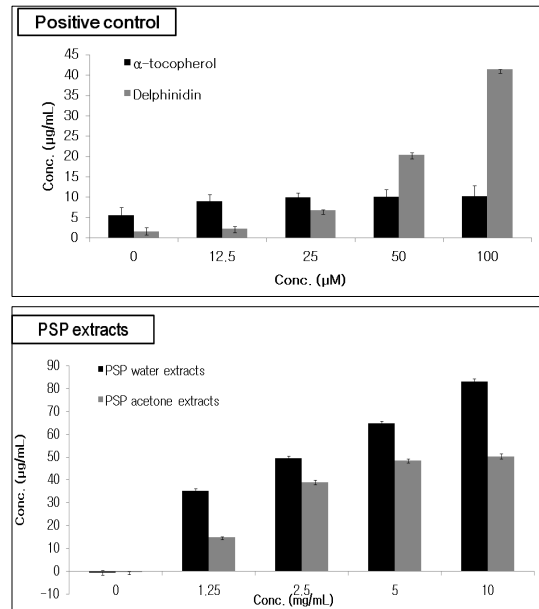 Positive control
45
40
35
30
25
20
15
10
5
0
Conc. (µg/mL)
α-tocopherol
Delphinidin
0 12.5 25 50 100
Conc. (µM)
PSP extracts
90
80
70
60
50
40
30
20
10
0
-10
Conc. (µg/mL)
PSP water extracts
PSP acetone extracts
0 1.25 2.5 5 10
Conc. (mg/mL)